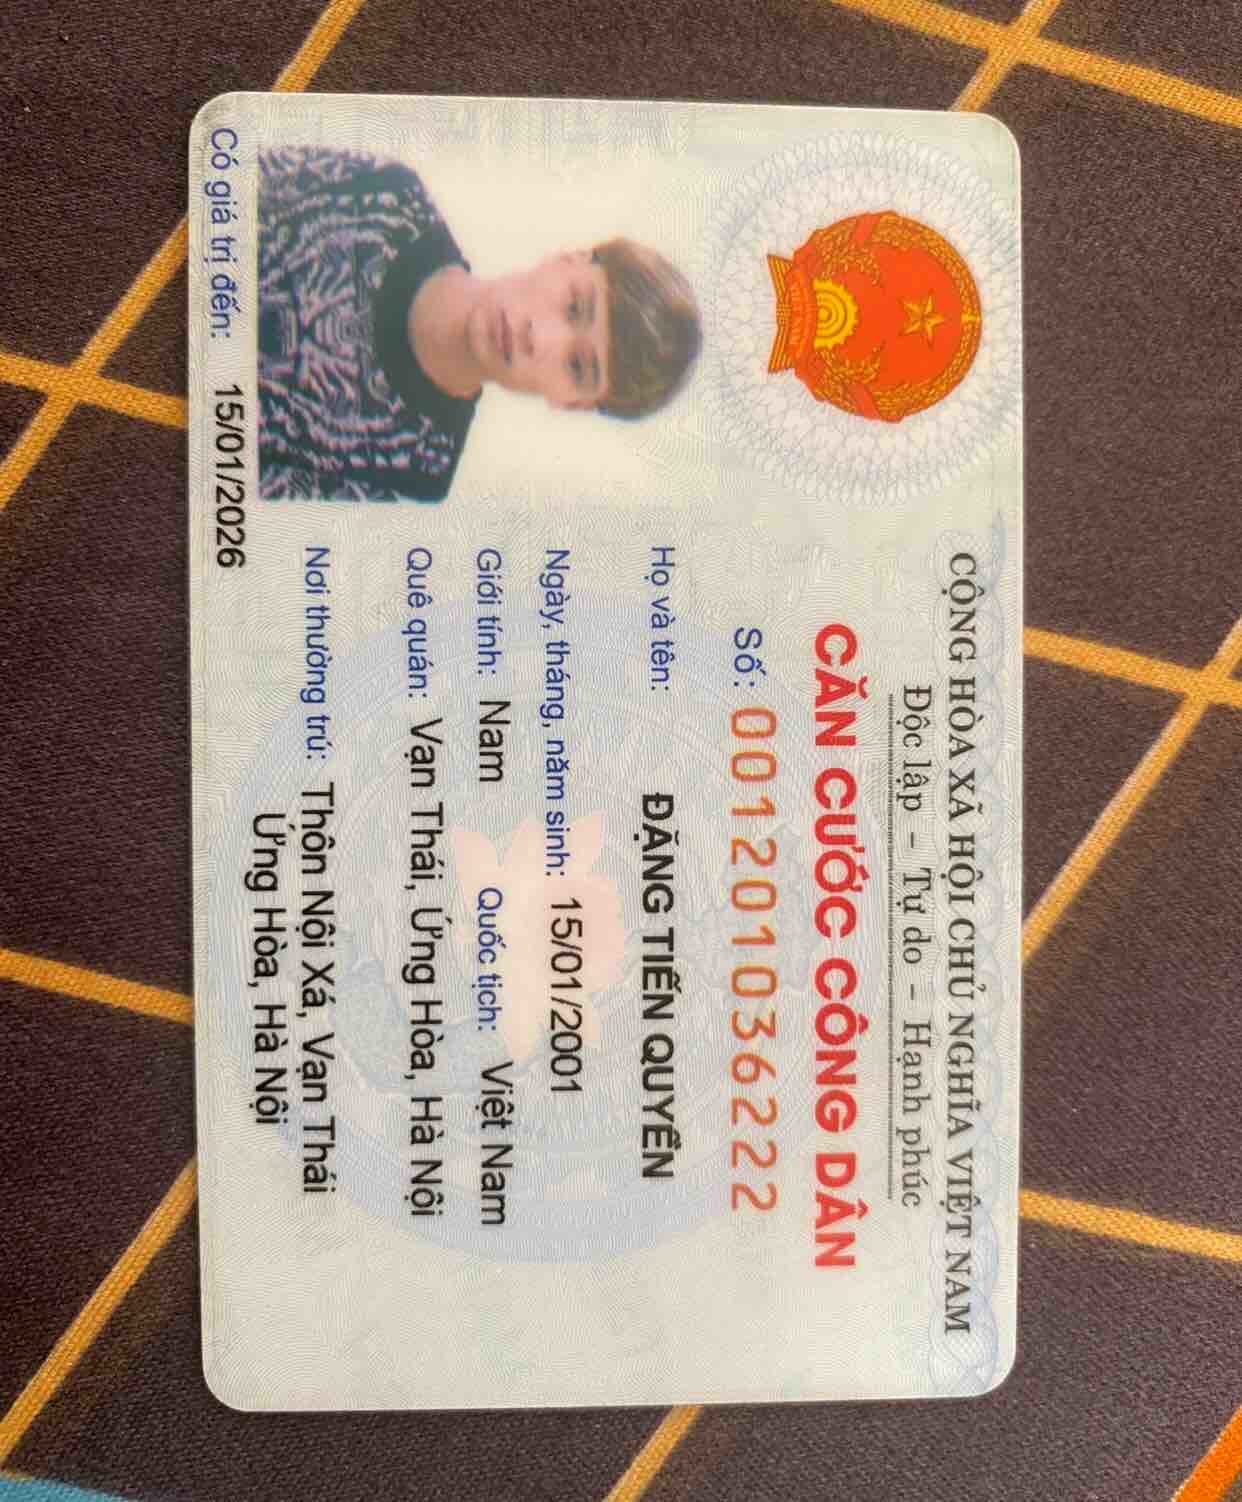 CỘNG HÒA XÃ HỘI CHỦ NGHĨA VIỆT NAM
Độc lập - Tự do - Hạnh phúc
CĂN CƯỚC CÔNG DÂN
Số: 001201036222
Họ và tên: ĐẶNG TIẾN QUYỀN
Ngày, tháng, năm sinh: 15/01/2001
Giới tính: Nam Quốc tịch: Việt Nam
Quê quán: Vạn Thái, Ứng Hòa, Hà Nội
Nơi thường trú: Thôn Nội Xá, Vạn Thái
Ứng Hòa, Hà Nội
Có giá trị đến: 15/01/2026